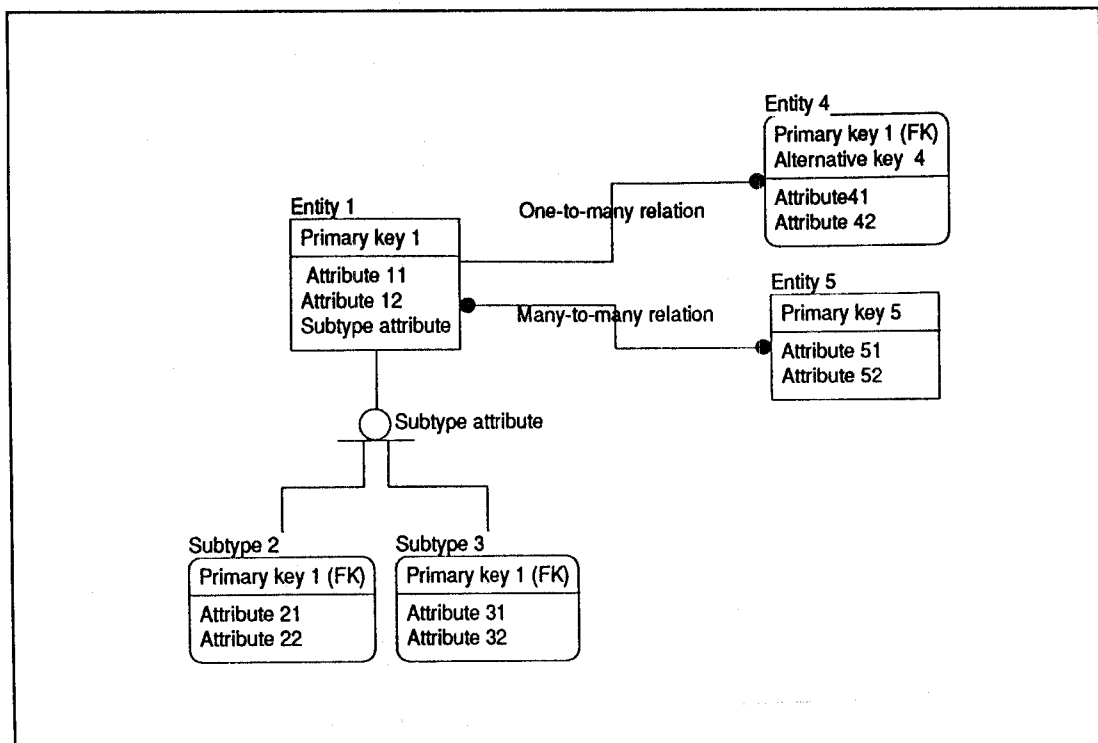 Entity 4
Primary key 1 (FK)
Alternative key 4
Attribute41
Attribute 42
One-to-many relation
Entity 1
Primary key 1
Attribute 11
Attribute 12
Subtype attribute
Many-to-many relation
Entity 5
Primary key 5
Attribute 51
Attribute 52
Subtype attribute
Subtype 2
Primary key 1 (FK)
Attribute 21
Attribute 22
Subtype 3
Primary key 1 (FK)
Attribute 31
Attribute 32